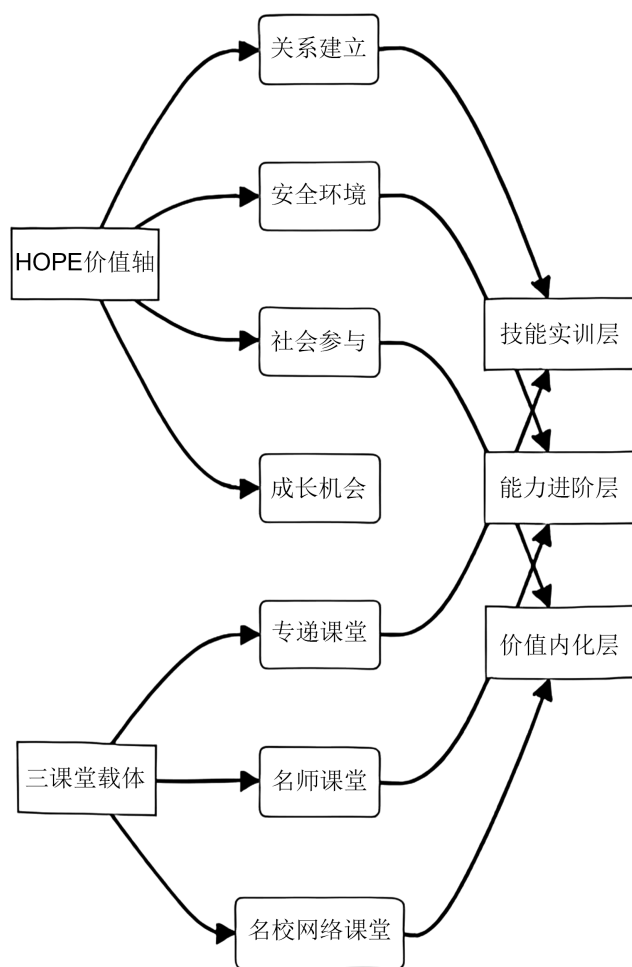 关系建立
安全环境
HOPE价值轴
社会参与
技能实训层
成长机会
能力进阶层
专递课堂
价值内化层
三课堂载体
名师课堂
名校网络课堂